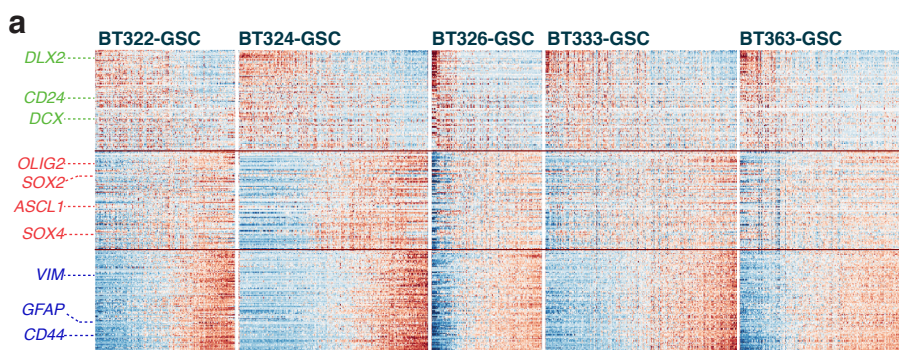 a
BT322-GSC BT324-GSC BT326-GSC BT333-GSC BT363-GSC
DLX2
CD24
DCX
OLIG2
SOX2
ASCL1
SOX4
VIM
GFAP
CD44